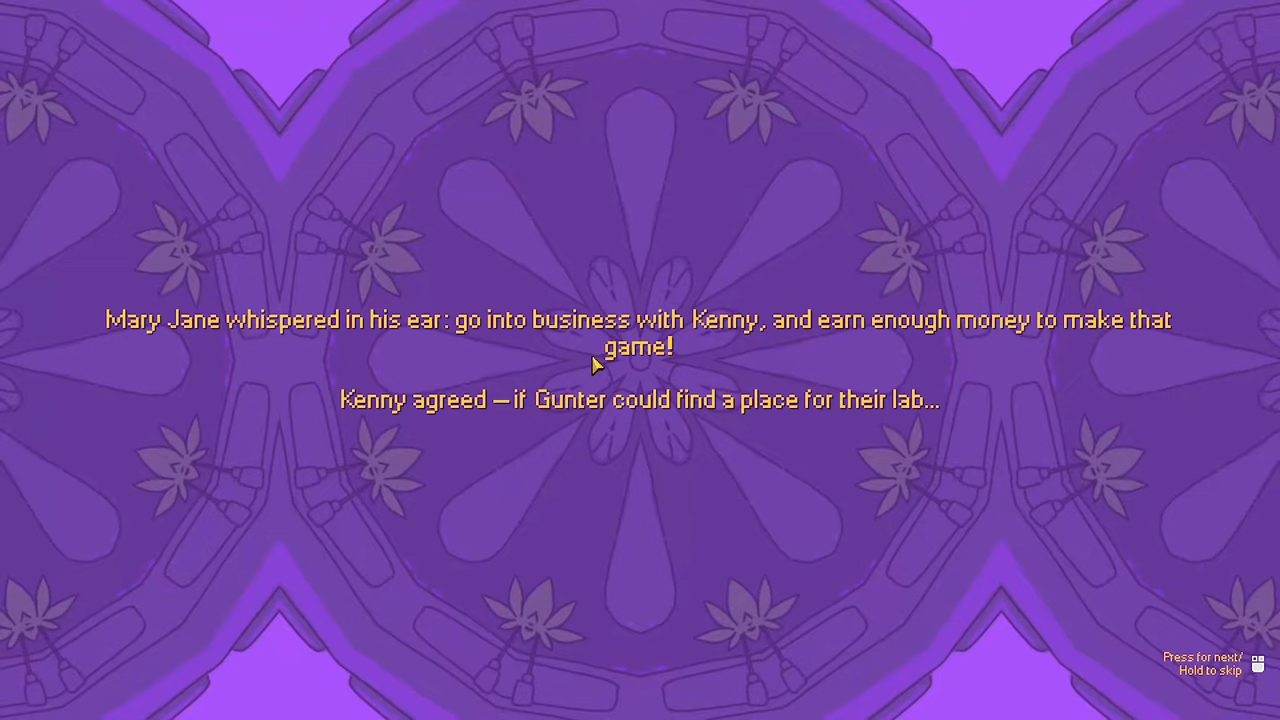 Mary Jane whispered in his ear: go into business with Kenny, and earn enough money to make that
game!
Kenny agreed – if Gunter could find a place for their lab...
Press for next/
Hold to skip